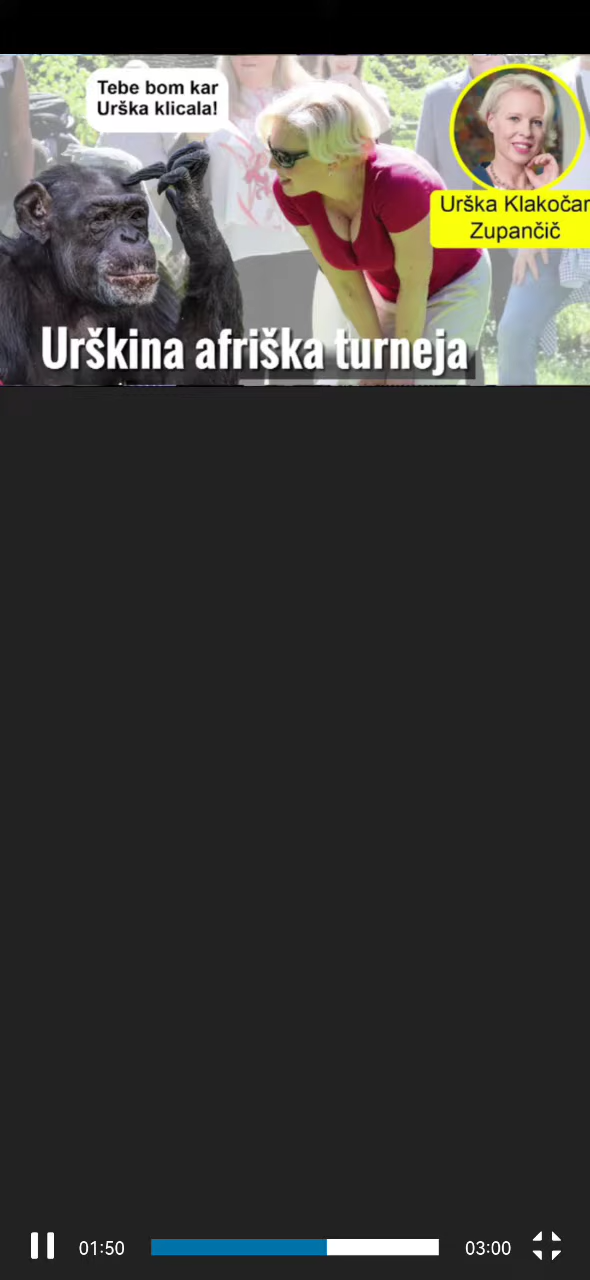 Tebe bom kar
Urška klicala!
Urška Klakočar
Zupančič
Urškina afriška turneja
01:50
03:00